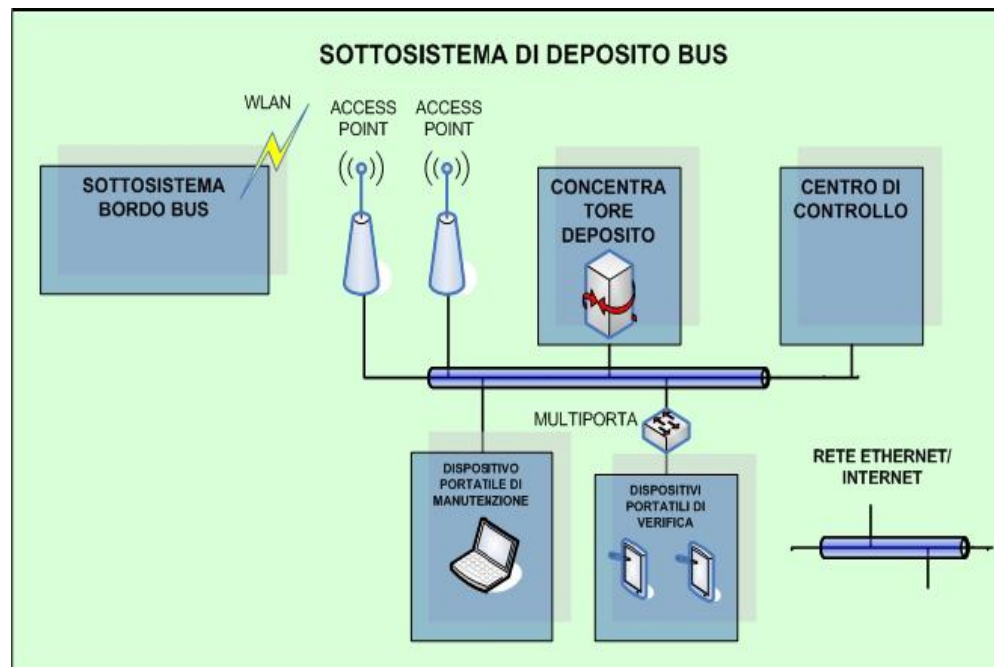 SOTTOSISTEMA DI DEPOSITO BUS
WLAN
ACCESS
POINT
ACCESS
POINT
SOTTOSISTEMA
BORDO BUS
CONCENTRA
TORE
DEPOSITO
CENTRO DI
CONTROLLO
MULTIPORTA
DISPOSITIVO
PORTATILE DI
MANUTENZIONE
DISPOSITIVI
PORTATILI DI
VERIFICA
RETE ETHERNET/
INTERNET